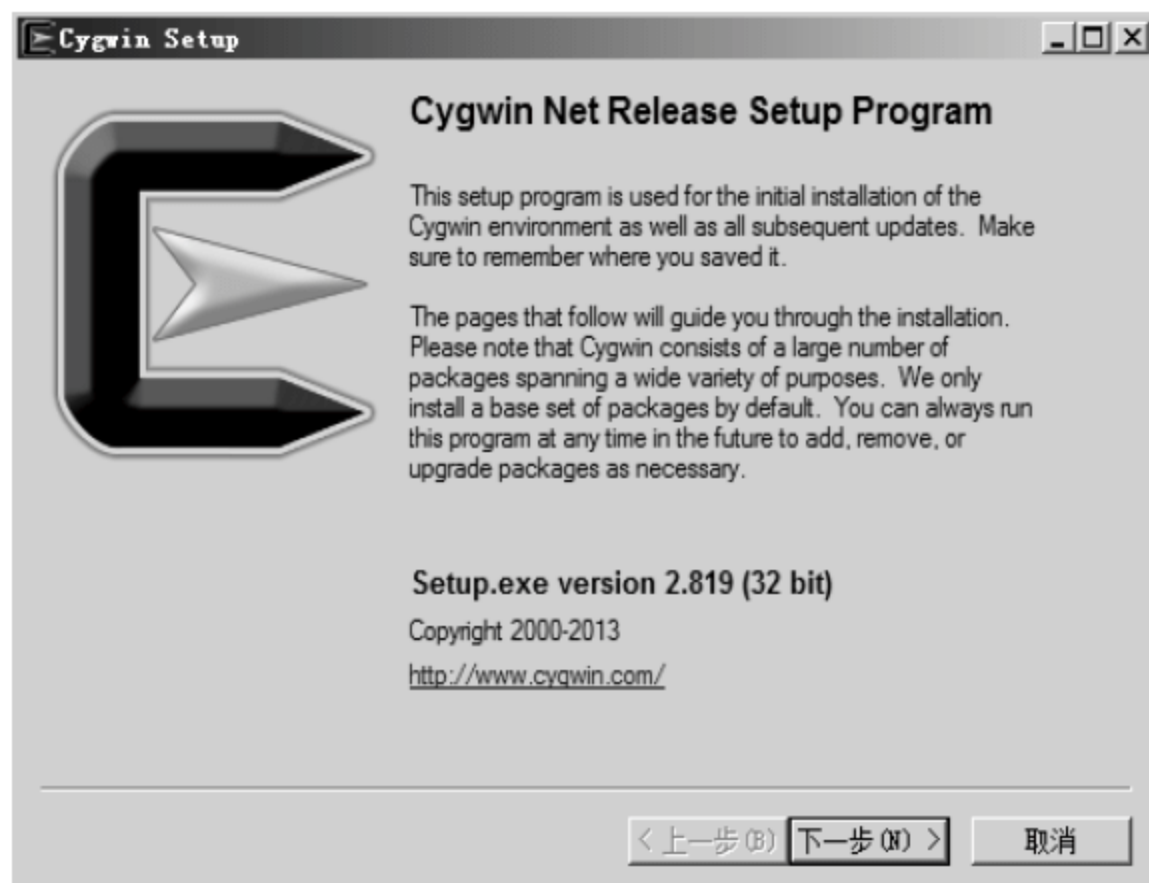 Cygwin Setup
Cygwin Net Release Setup Program
This setup program is used for the initial installation of the
Cygwin environment as well as all subsequent updates.  Make
sure to remember where you saved it.
The pages that follow will guide you through the installation.
Please note that Cygwin consists of a large number of
packages spanning a wide variety of purposes.  We only
install a base set of packages by default.  You can always run
this program at any time in the future to add, remove, or
upgrade packages as necessary.
Setup.exe version 2.819 (32 bit)
Copyright 2000-2013
http://www.cygwin.com/
< 上一步(B) 下一步(N) > 取消